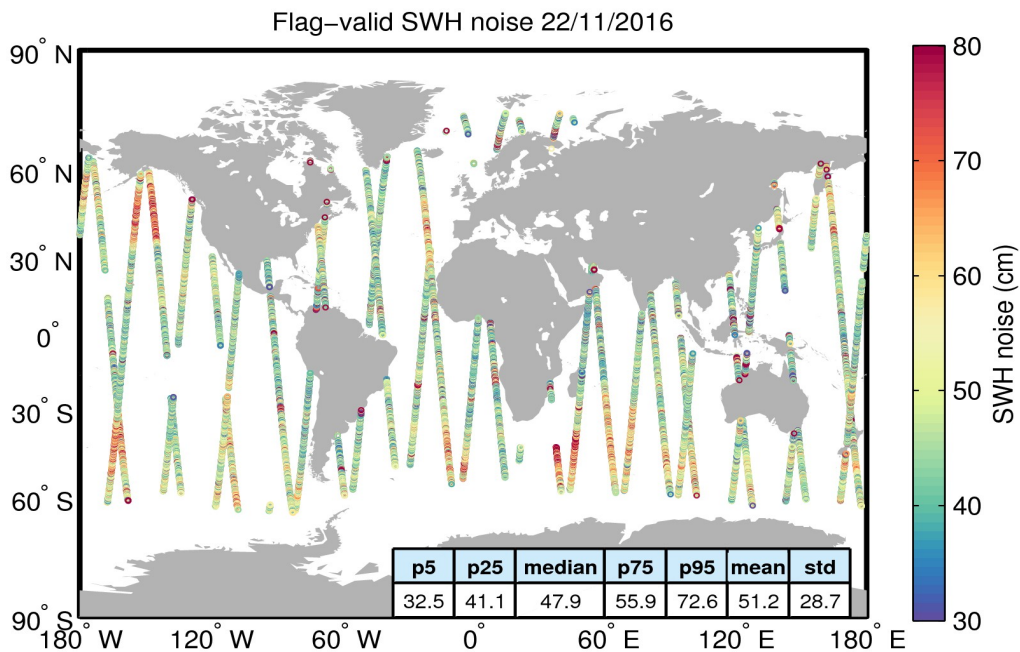 Flag−valid SWH noise 22/11/2016
90° N
60° N
30° N
0°
30° S
60° S
90° S
180° W
120° W
60° W
0°
60° E
120° E
180° E
80
70
60
50
40
30
SWH noise (cm)
p5 p25 median p75 p95 mean std
32.5 41.1 47.9 55.9 72.6 51.2 28.7